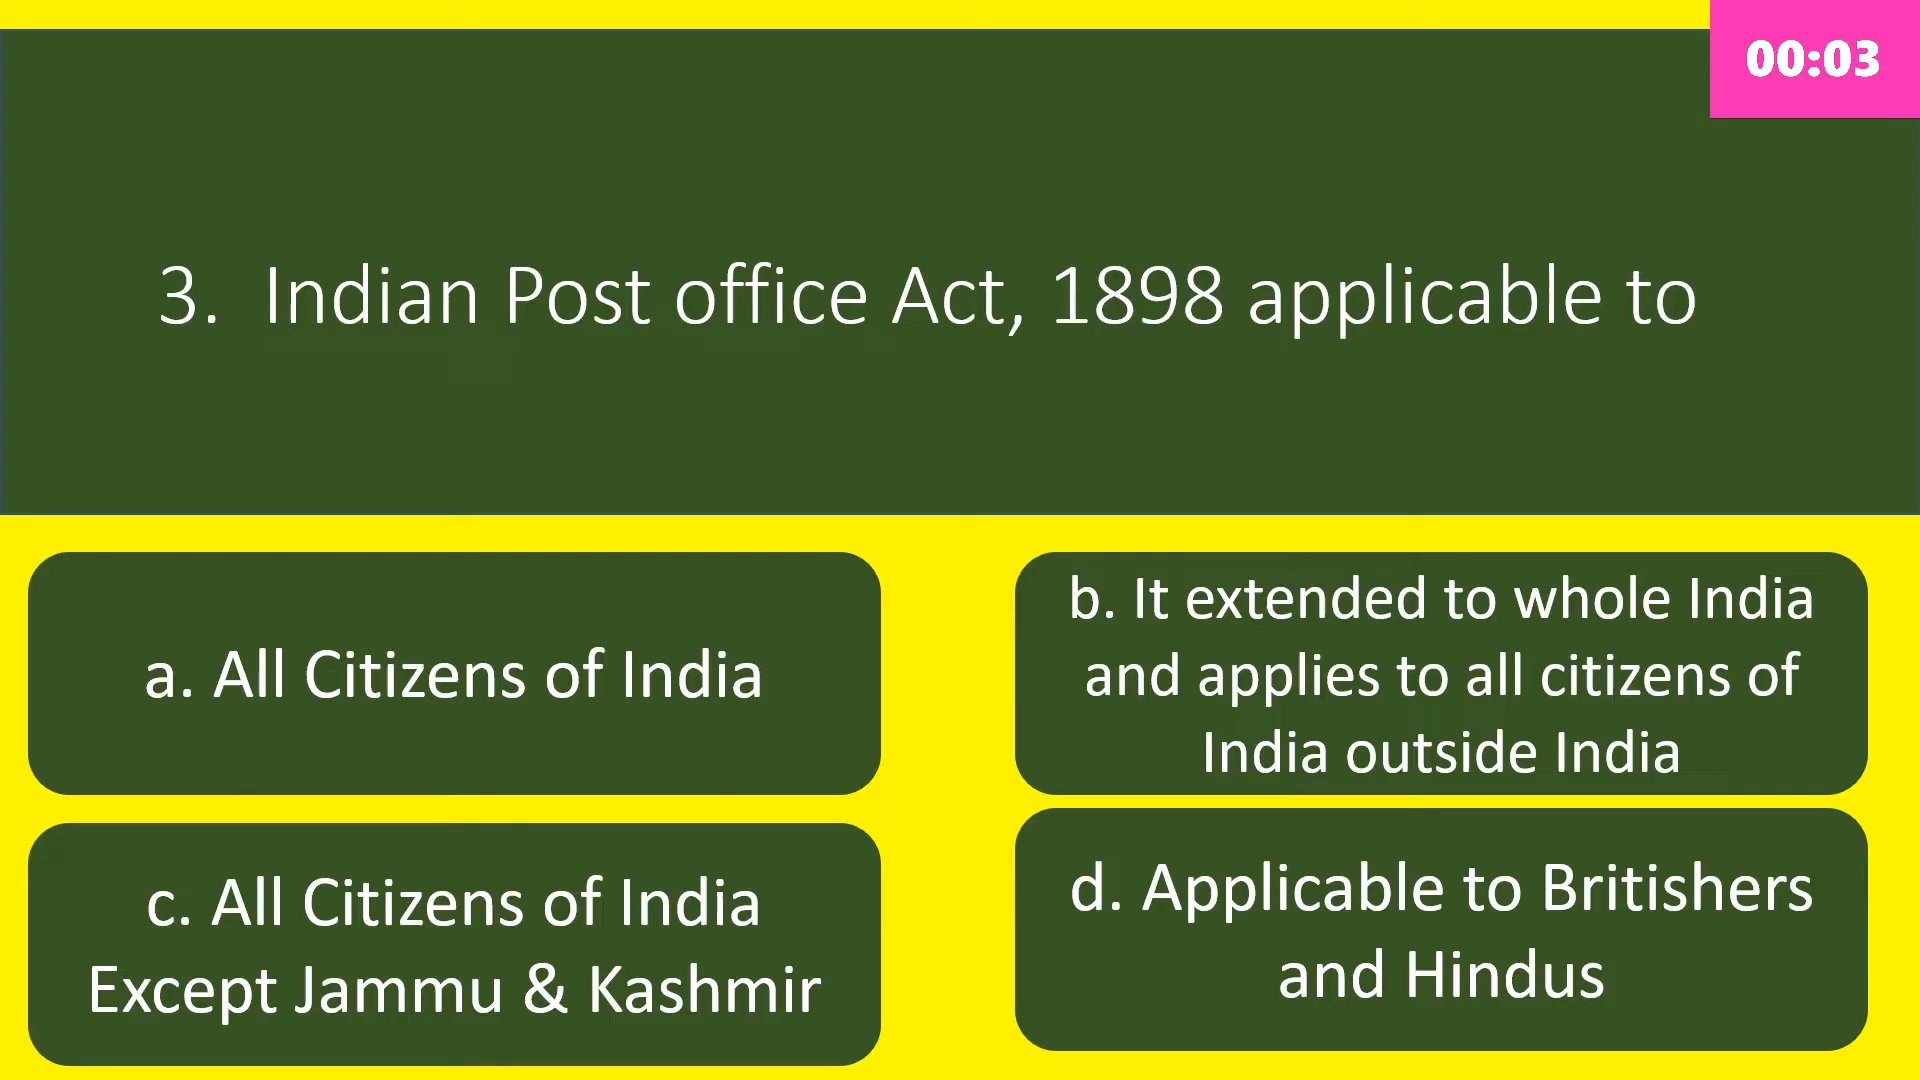 00:03
3. Indian Post office Act, 1898 applicable to
a. All Citizens of India
b. It extended to whole India
and applies to all citizens of
India outside India
c. All Citizens of India
Except Jammu & Kashmir
d. Applicable to Britishers
and Hindus